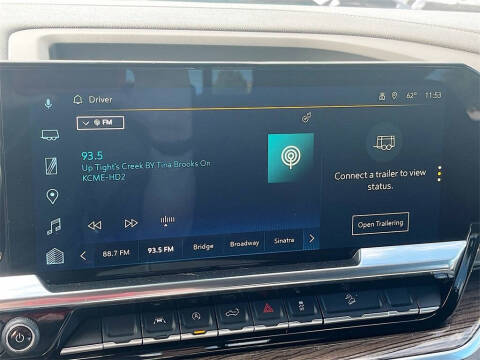 Driver
62° 11:53
FM
93.5
Up Tight's Creek BY Tina Brooks On
KCME-HD2
Connect a trailer to view
status.
Open Trailering
88.7 FM 93.5 FM Bridge Broadway Sinatra